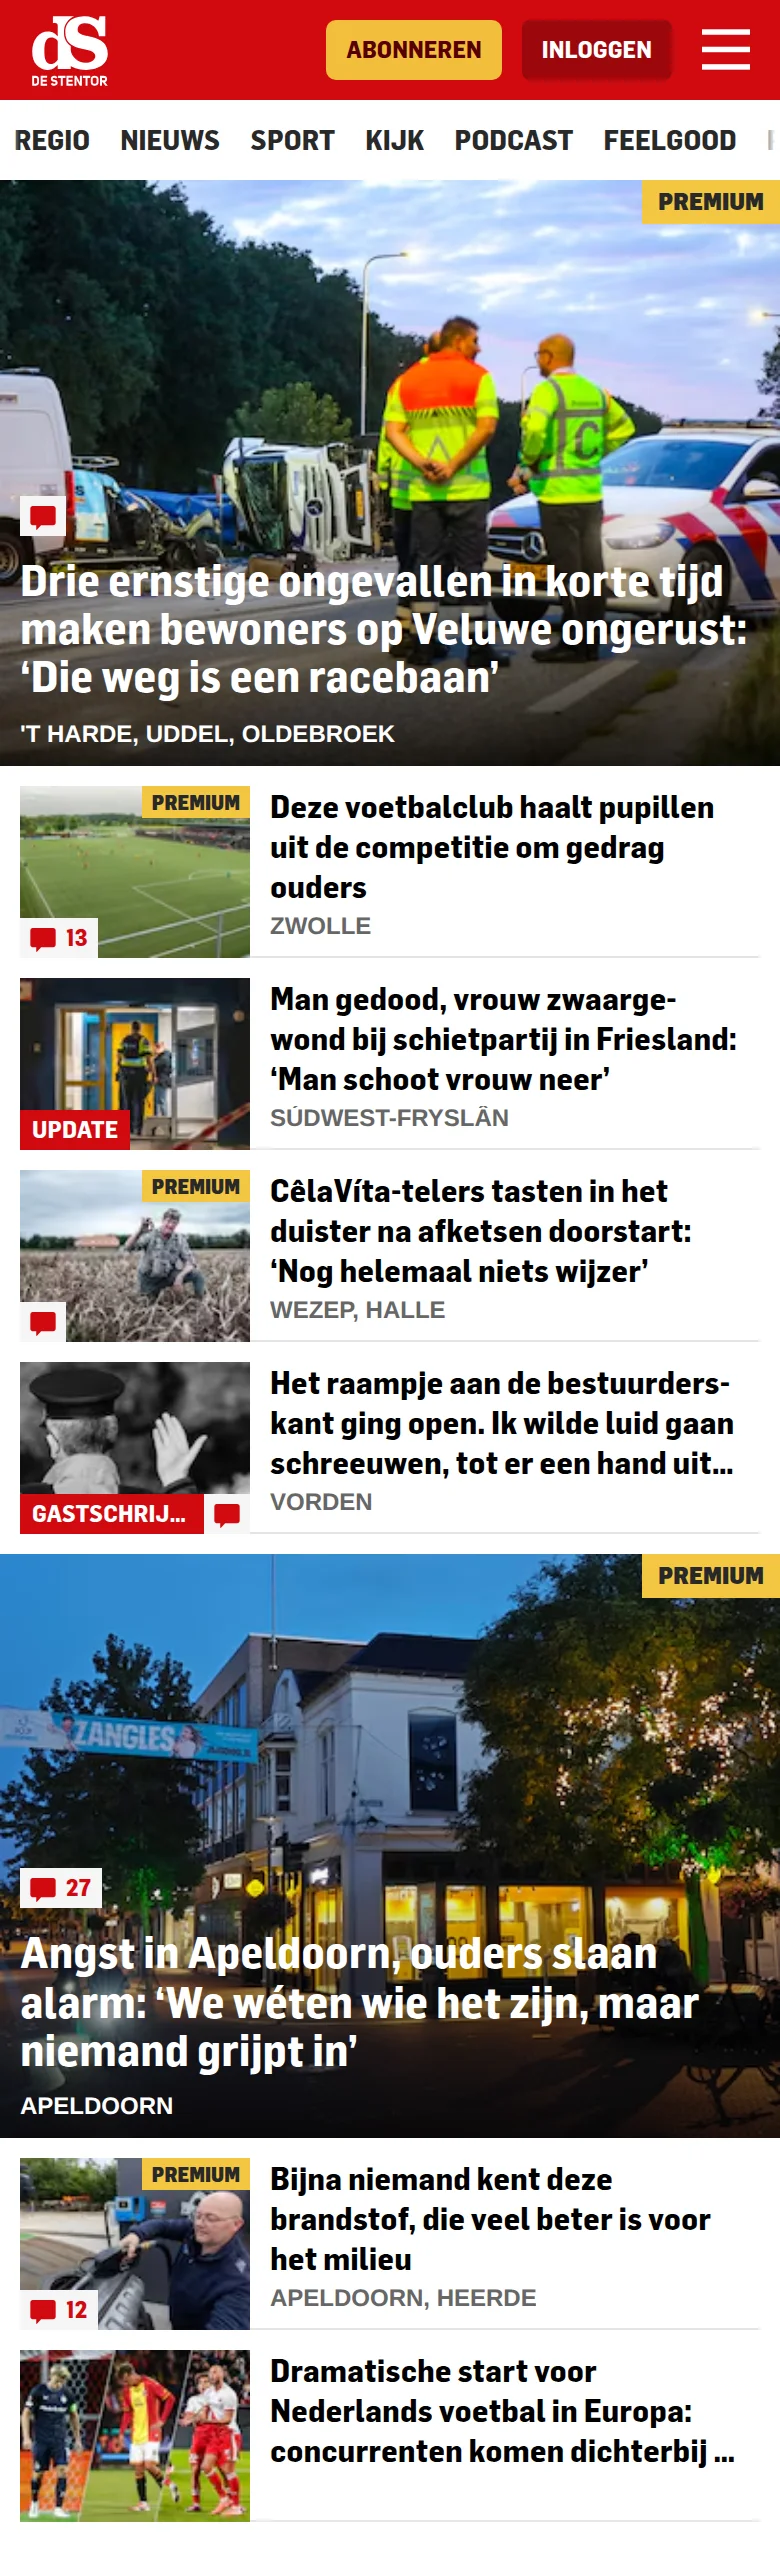 dS
DE STENTOR
ABONNEREN
INLOGGEN
REGIO NIEUWS SPORT KIJK PODCAST FEELGOOD
PREMIUM
Drie ernstige ongevallen in korte tijd
maken bewoners op Veluwe ongerust:
‘Die weg is een racebaan’
'T HARDE, UDDEL, OLDEBROEK
PREMIUM
13
Deze voetbalclub haalt pupillen
uit de competitie om gedrag
ouders
ZWOLLE
UPDATE
Man gedood, vrouw zwaarge-
wond bij schietpartij in Friesland:
‘Man schoot vrouw neer’
SÚDWEST-FRYSLÂN
PREMIUM
CêlaVíta-telers tasten in het
duister na afketsen doorstart:
‘Nog helemaal niets wijzer’
WEZEP, HALLE
GASTSCHRIJ...
Het raampje aan de bestuurders-
kant ging open. Ik wilde luid gaan
schreeuwen, tot er een hand uit...
VORDEN
PREMIUM
ZANGLES
27
Angst in Apeldoorn, ouders slaan
alarm: ‘We wéten wie het zijn, maar
niemand grijpt in’
APELDOORN
PREMIUM
12
Bijna niemand kent deze
brandstof, die veel beter is voor
het milieu
APELDOORN, HEERDE
Dramatische start voor
Nederlands voetbal in Europa:
concurrenten komen dichterbij ...